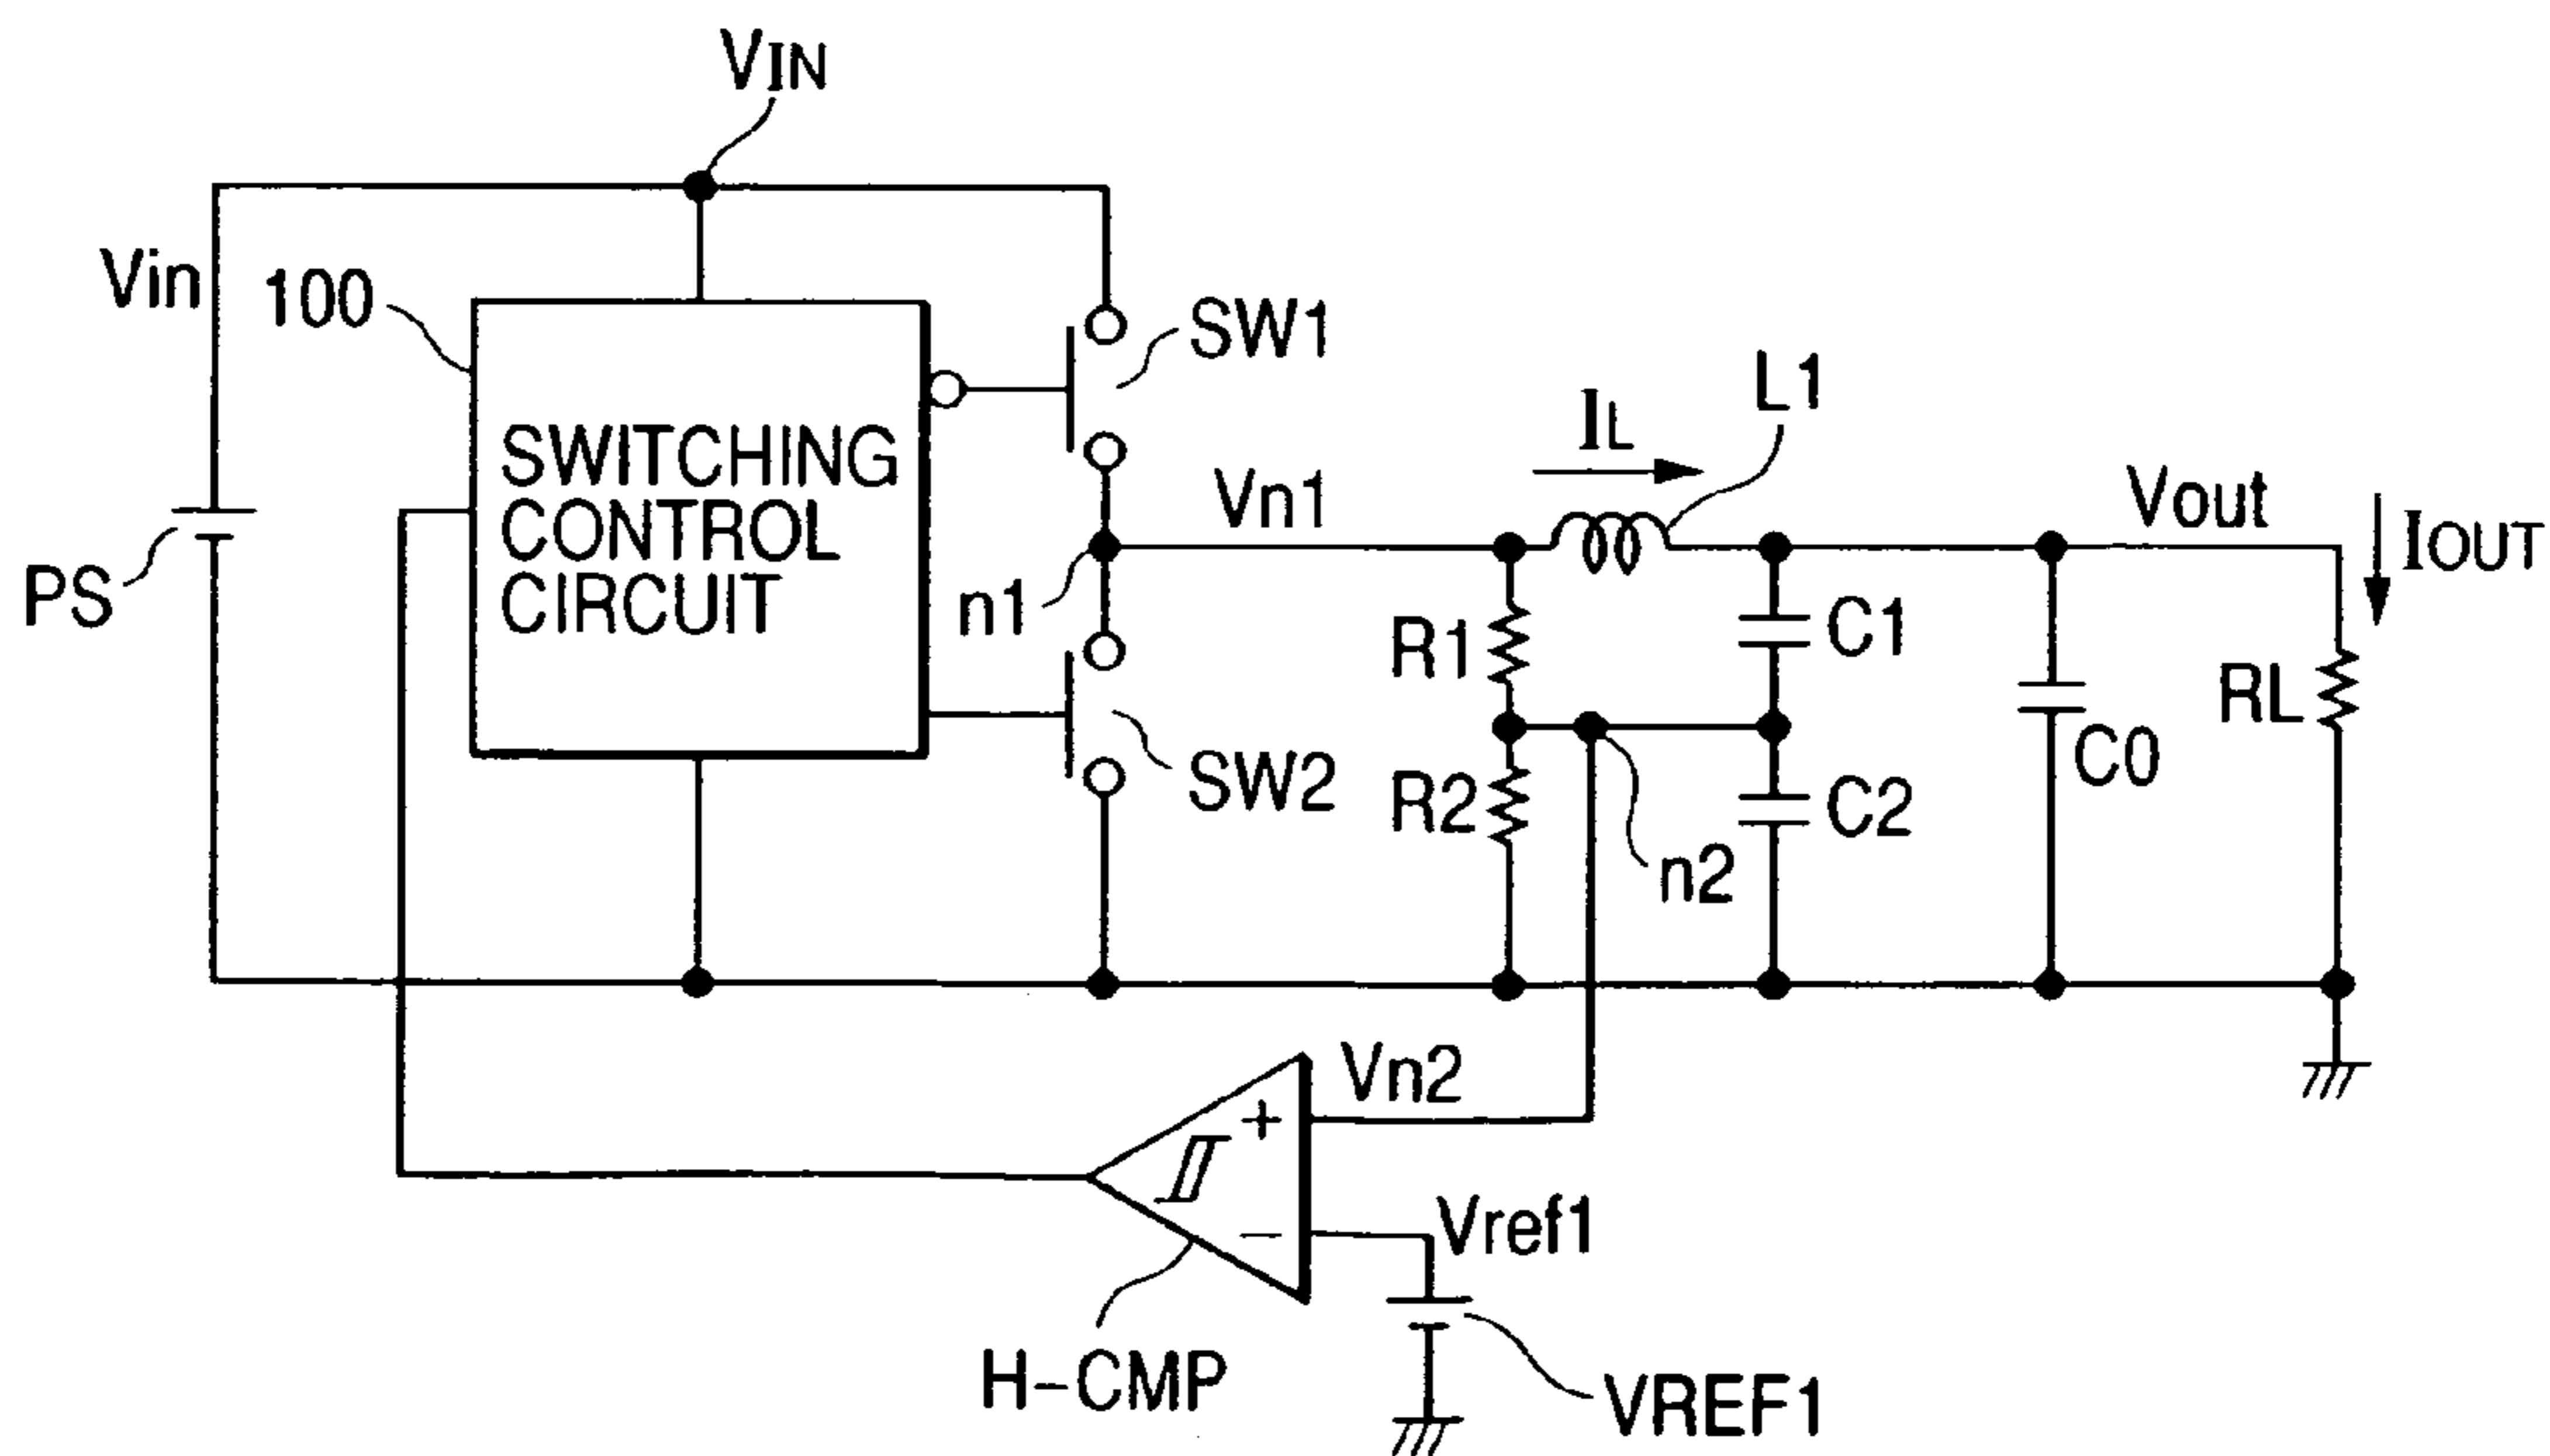 VIN
Vin
100
SW1
L1
IL
SWITCHING
CONTROL
CIRCUIT
Vn1
Vout
IOUT
PS
n1
R1
C1
RL
SW2
R2
C2
C0
n2
Vn2
+
−
Vref1
H-CMP
VREF1